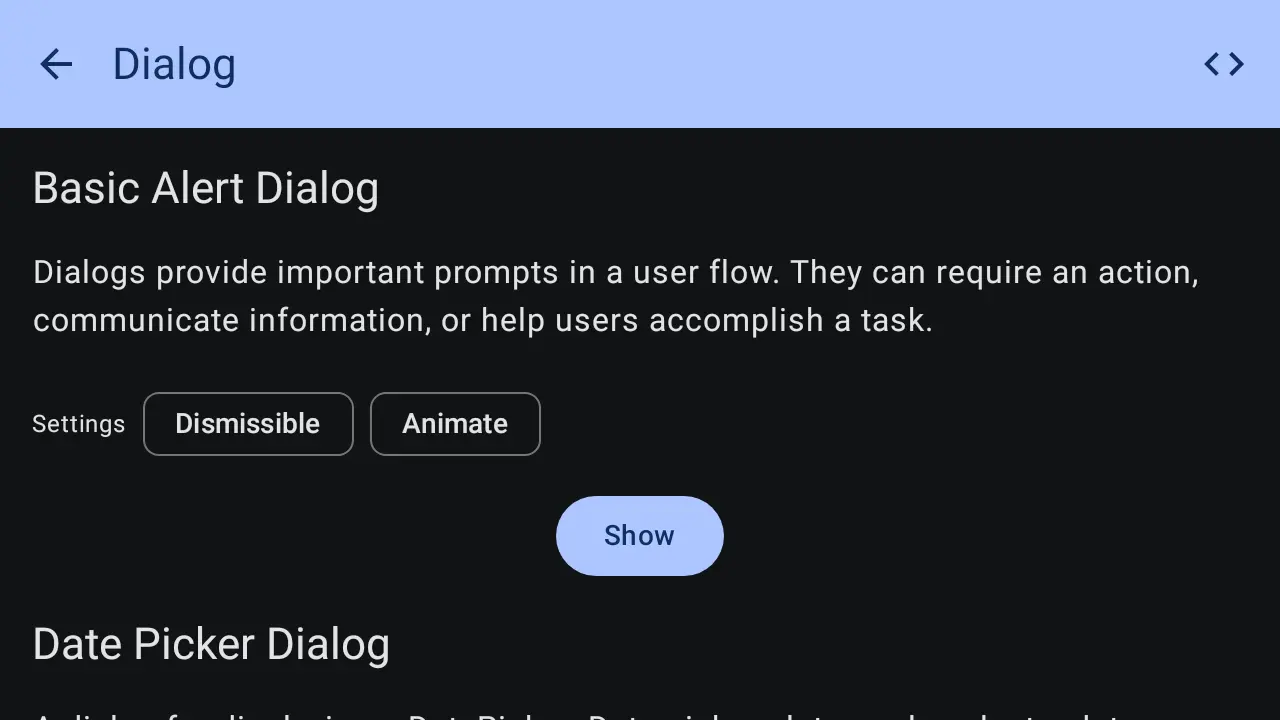 Dialog
Basic Alert Dialog
Dialogs provide important prompts in a user flow. They can require an action,
communicate information, or help users accomplish a task.
Settings
Dismissible
Animate
Show
Date Picker Dialog